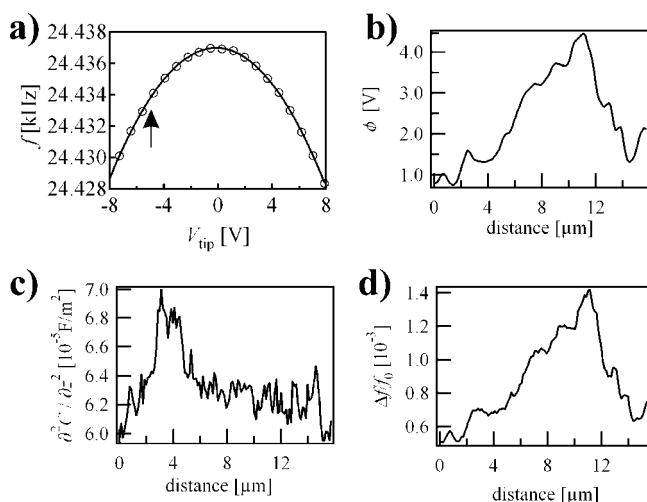 a)
f [kHz]
24.438
24.436
24.434
24.432
24.430
24.428
-8 -4 0 4 8
V_tip [V]
b)
ϕ [V]
4.0
3.0
2.0
1.0
0 4 8 12
distance [µm]
c)
∂²C / ∂z² [10⁻⁵F/m²]
7.0
6.8
6.6
6.4
6.2
6.0
0 4 8 12
distance [µm]
d)
Δf/f₀ [10⁻³]
1.4
1.2
1.0
0.8
0.6
0 4 8 12
distance [µm]